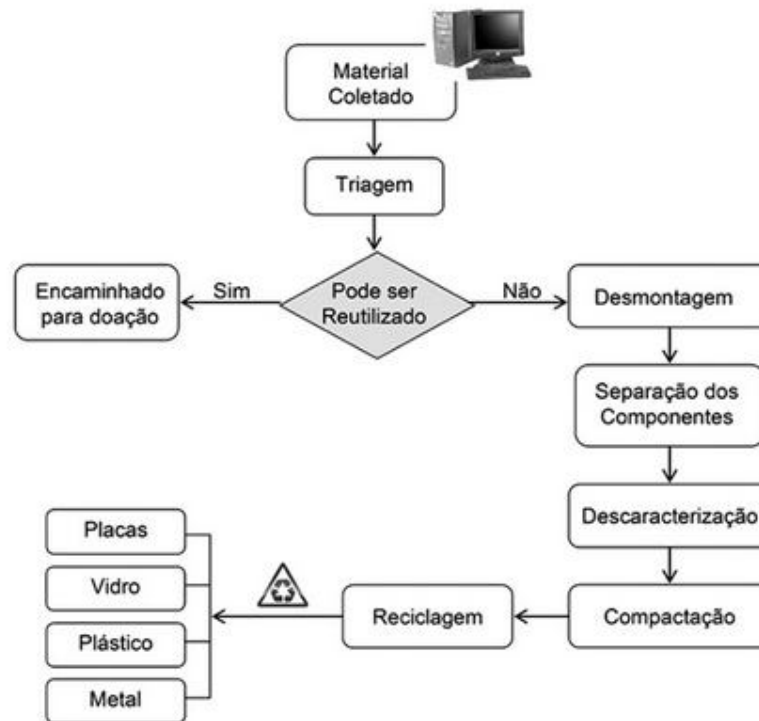 Material
Coletado
Triagem
Pode ser
Reutilizado
Sim
Encaminhado
para doação
Não
Desmontagem
Separação dos
Componentes
Descaracterização
Compactação
Reciclagem
Placas
Vidro
Plástico
Metal